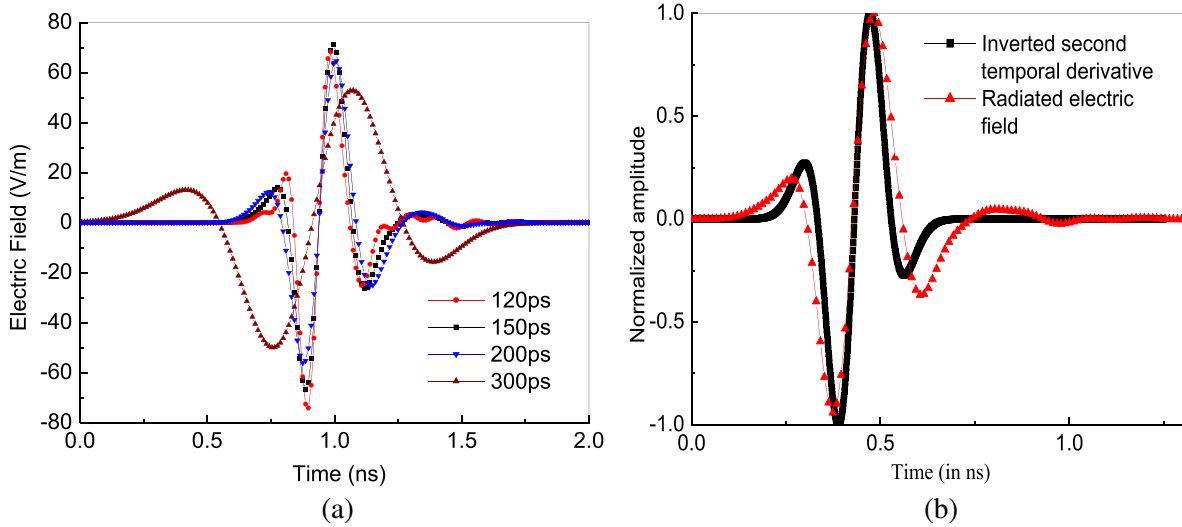 80
60
40
20
0
-20
-40
-60
-80
Electric Field (V/m)
120ps
150ps
200ps
300ps
0.0
0.5
1.0
1.5
2.0
Time (ns)
(a)
1.0
0.5
0.0
-0.5
-1.0
Normalized amplitude
Inverted second
temporal derivative
Radiated electric
field
0.0
0.5
1.0
Time (in ns)
(b)